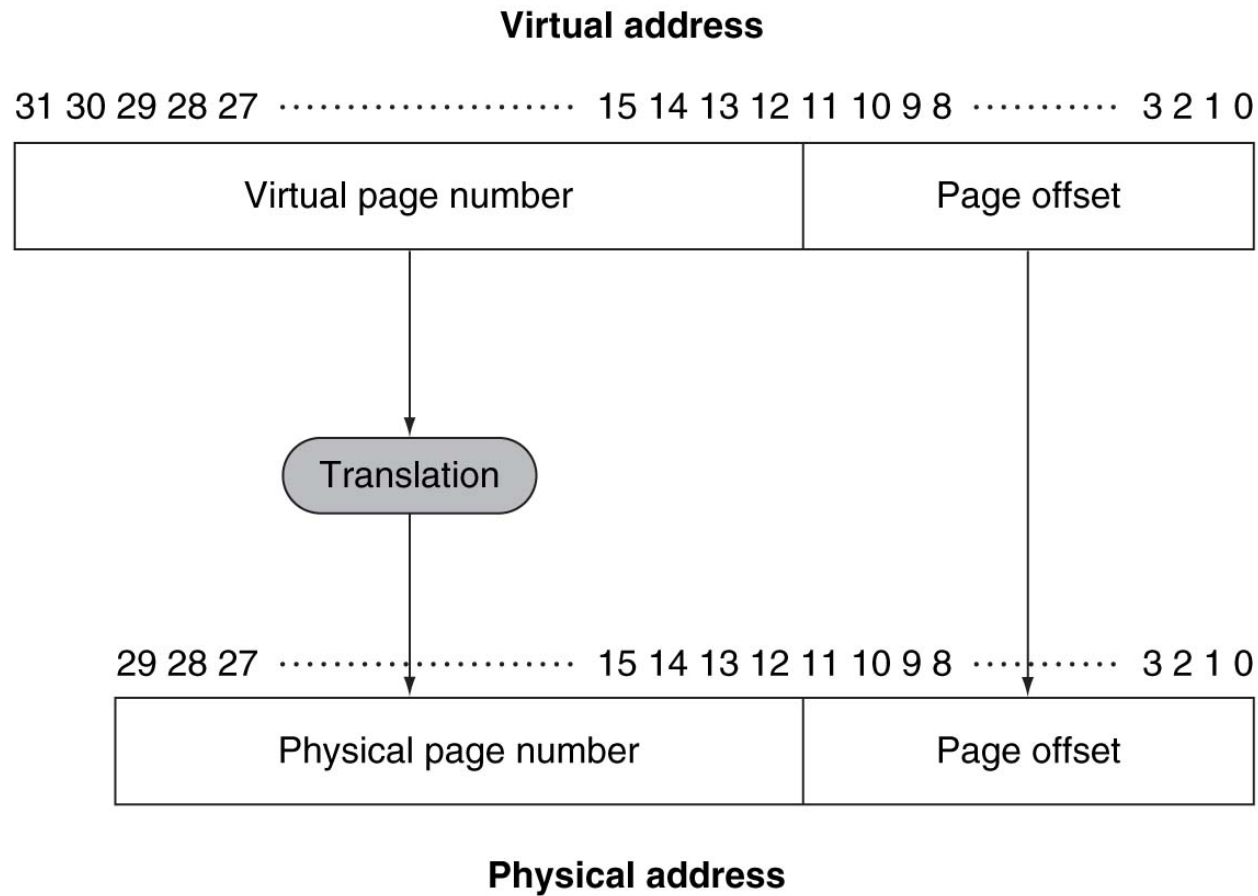 Virtual address
31 30 29 28 27 ······················ 15 14 13 12 11 10 9 8 ··········· 3 2 1 0
Virtual page number Page offset
Translation
29 28 27 ······················ 15 14 13 12 11 10 9 8 ··········· 3 2 1 0
Physical page number Page offset
Physical address